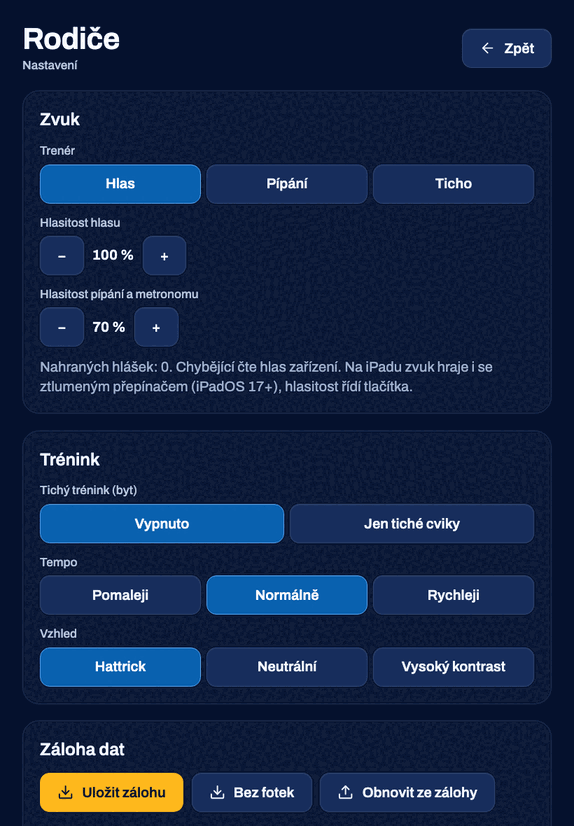 Rodiče
Nastavení
Zpět
Zvuk
Trenér
Hlas
Pípání
Ticho
Hlasitost hlasu
– 100 % +
Hlasitost pípání a metronomu
– 70 % +
Nahraných hlášek: 0. Chybějící čte hlas zařízení. Na iPadu zvuk hraje i se
ztlumeným přepínačem (iPadOS 17+), hlasitost řídí tlačítka.
Trénink
Tichý trénink (byt)
Vypnuto
Jen tiché cviky
Tempo
Pomaleji
Normálně
Rychleji
Vzhled
Hattrick
Neutrální
Vysoký kontrast
Záloha dat
Uložit zálohu
Bez fotek
Obnovit ze zálohy